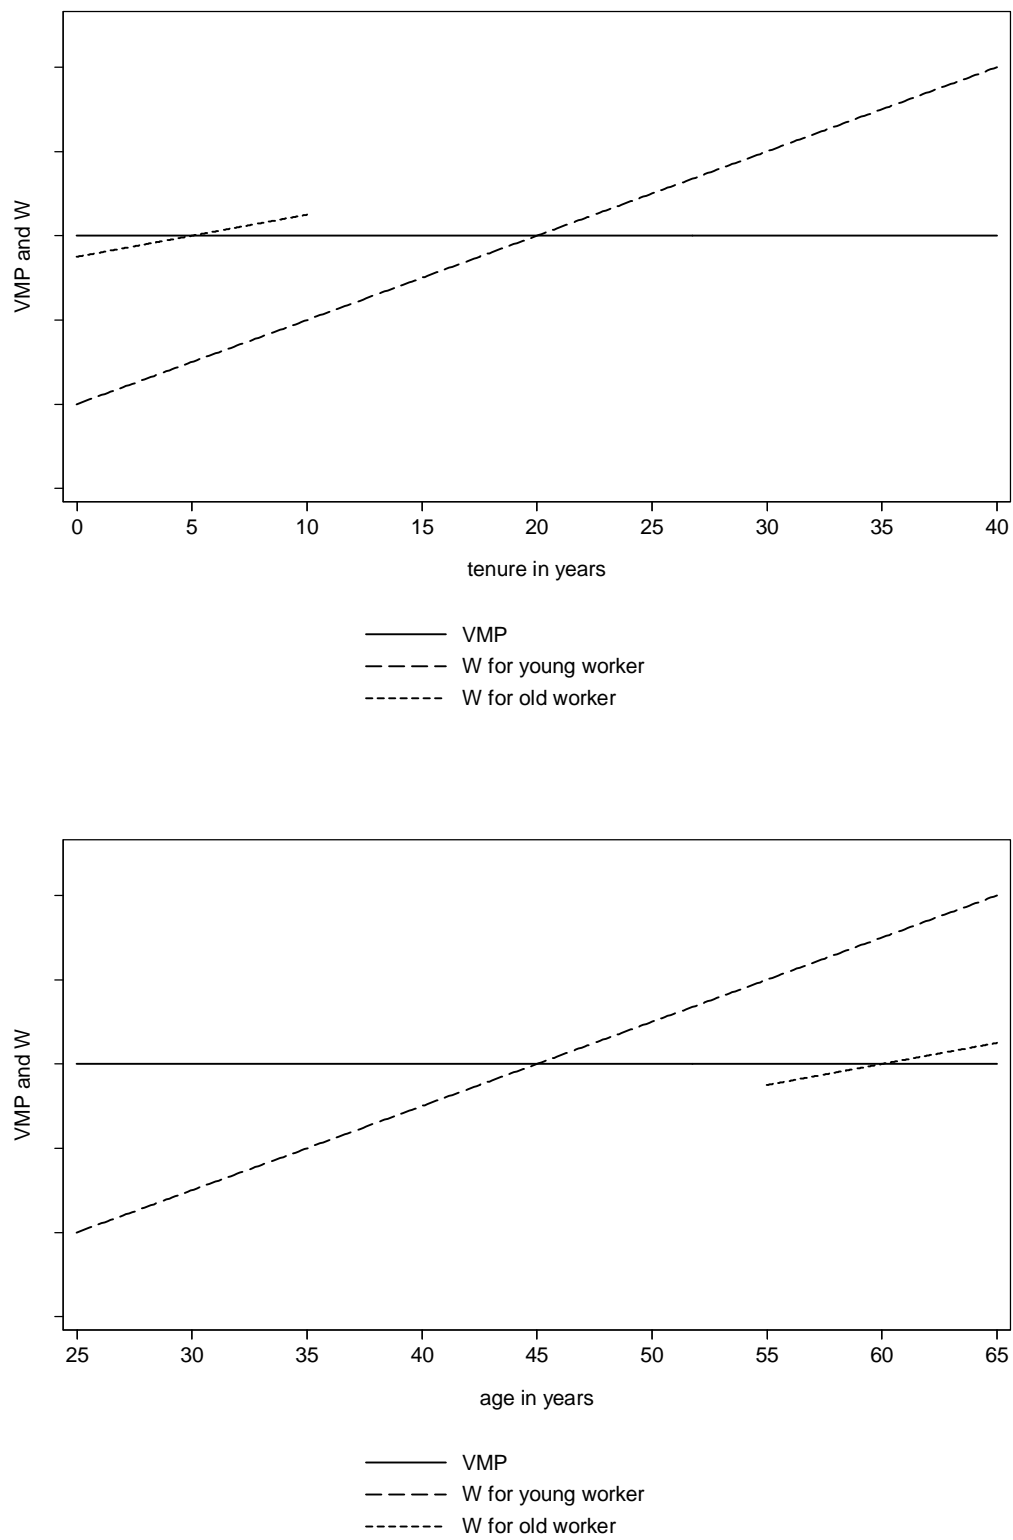 VMP and W
0 5 10 15 20 25 30 35 40
tenure in years
VMP
W for young worker
W for old worker
VMP and W
25 30 35 40 45 50 55 60 65
age in years
VMP
W for young worker
W for old worker